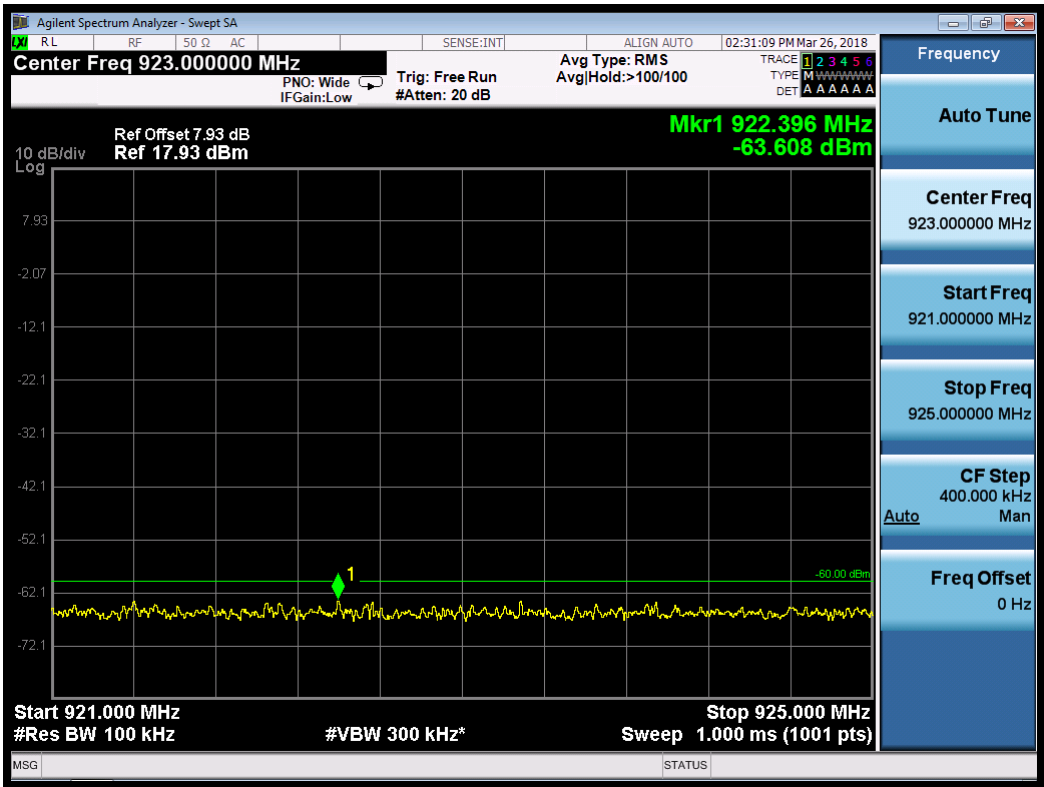 Agilent Spectrum Analyzer - Swept SA
LXI RL RF 50 Ω AC SENSE:INT ALIGN AUTO 02:31:09 PM Mar 26, 2018
Center Freq 923.000000 MHz
PNO: Wide
IFGain:Low
Trig: Free Run
#Atten: 20 dB
Avg Type: RMS
Avg|Hold:>100/100
TRACE 1 2 3 4 5 6
TYPE M WWWWW
DET A A A A A A
Mkr1 922.396 MHz
-63.608 dBm
Ref Offset 7.93 dB
10 dB/div Ref 17.93 dBm
Log
7.93
-2.07
-12.1
-22.1
-32.1
-42.1
-52.1
-62.1
-72.1
1
-60.00 dBm
Start 921.000 MHz Stop 925.000 MHz
#Res BW 100 kHz #VBW 300 kHz* Sweep 1.000 ms (1001 pts)
MSG STATUS
Frequency
Auto Tune
Center Freq
923.000000 MHz
Start Freq
921.000000 MHz
Stop Freq
925.000000 MHz
CF Step
400.000 kHz
Auto Man
Freq Offset
0 Hz